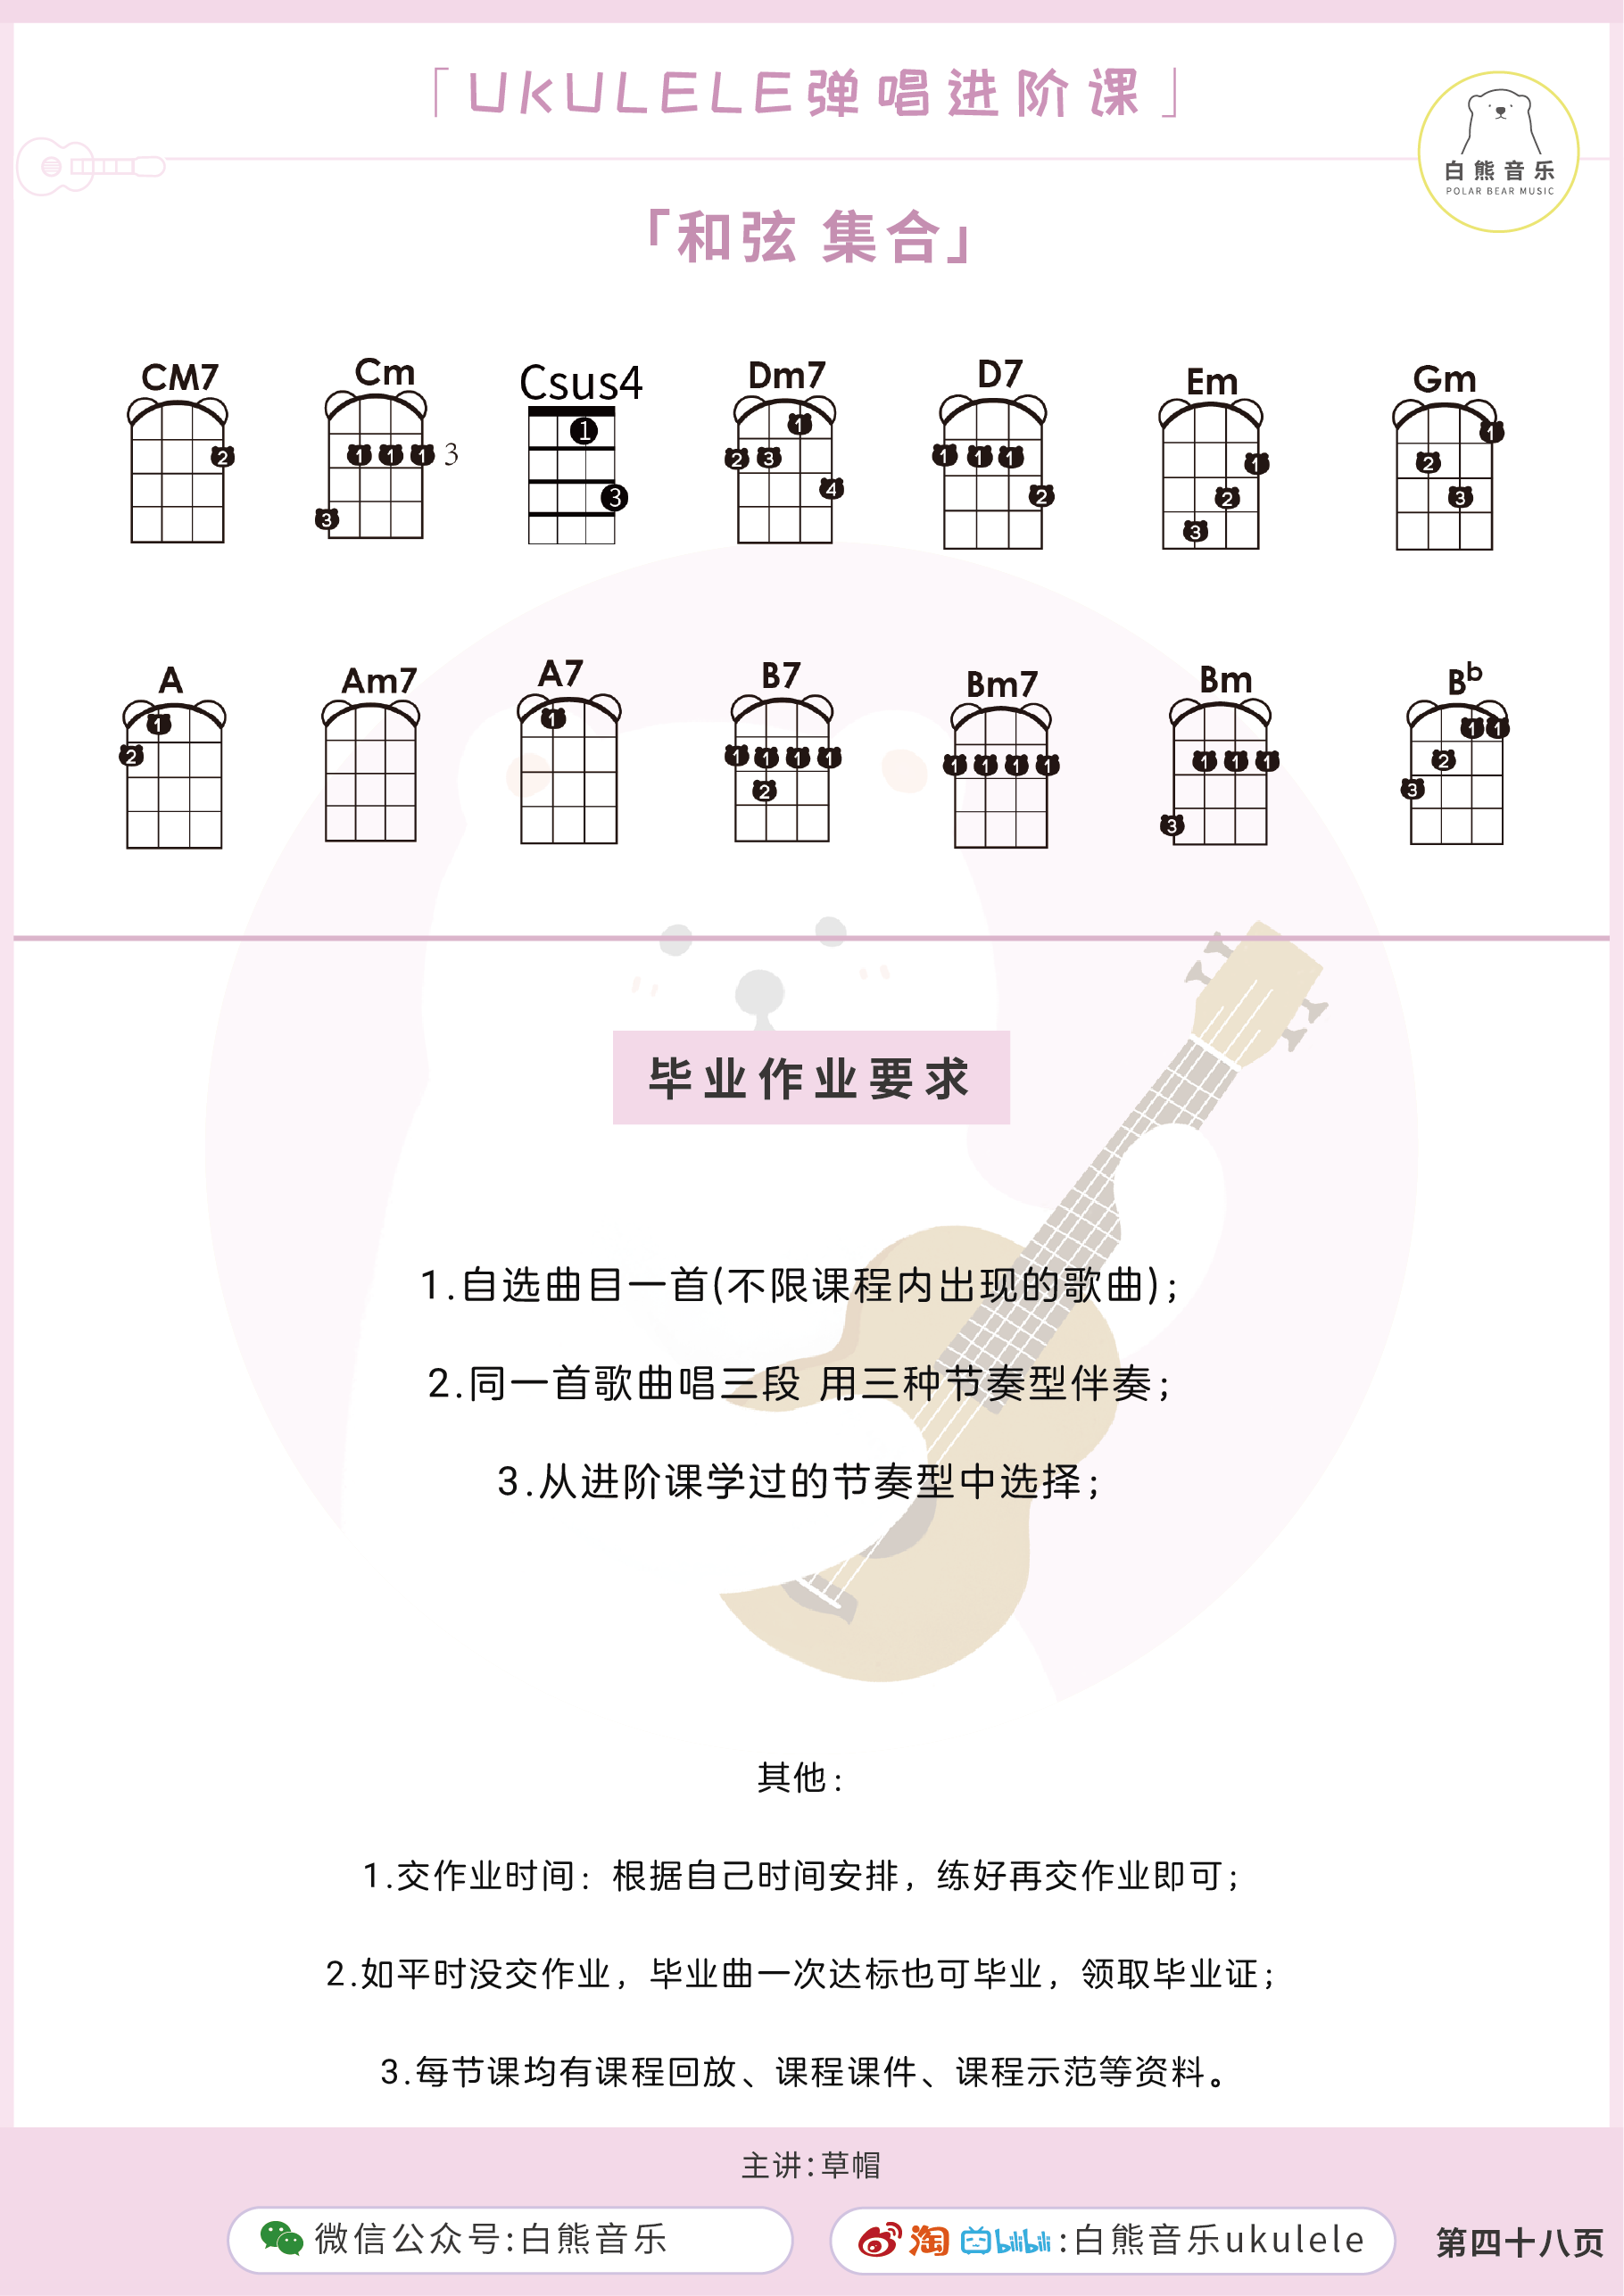 「UKULELE弹唱进阶课」
白熊音乐
POLAR BEAR MUSIC
「和弦 集合」
CM7 Cm Csus4 Dm7 D7 Em Gm
2
1 1 1 3
3
1
3
1
2 3
4
1 1 1
2
1
2
3
1
2
3
A Am7 A7 B7 Bm7 Bm B♭
1
2
1
1 1 1 1
2
1 1 1 1
1 1 1
3
1 1
2
3
毕业作业要求
1.自选曲目一首(不限课程内出现的歌曲)；
2.同一首歌曲唱三段 用三种节奏型伴奏；
3.从进阶课学过的节奏型中选择；
其他：
1.交作业时间：根据自己时间安排，练好再交作业即可；
2.如平时没交作业，毕业曲一次达标也可毕业，领取毕业证；
3.每节课均有课程回放、课程课件、课程示范等资料。
主讲:草帽
微信公众号:白熊音乐
淘 bilibili :白熊音乐ukulele
第四十八页